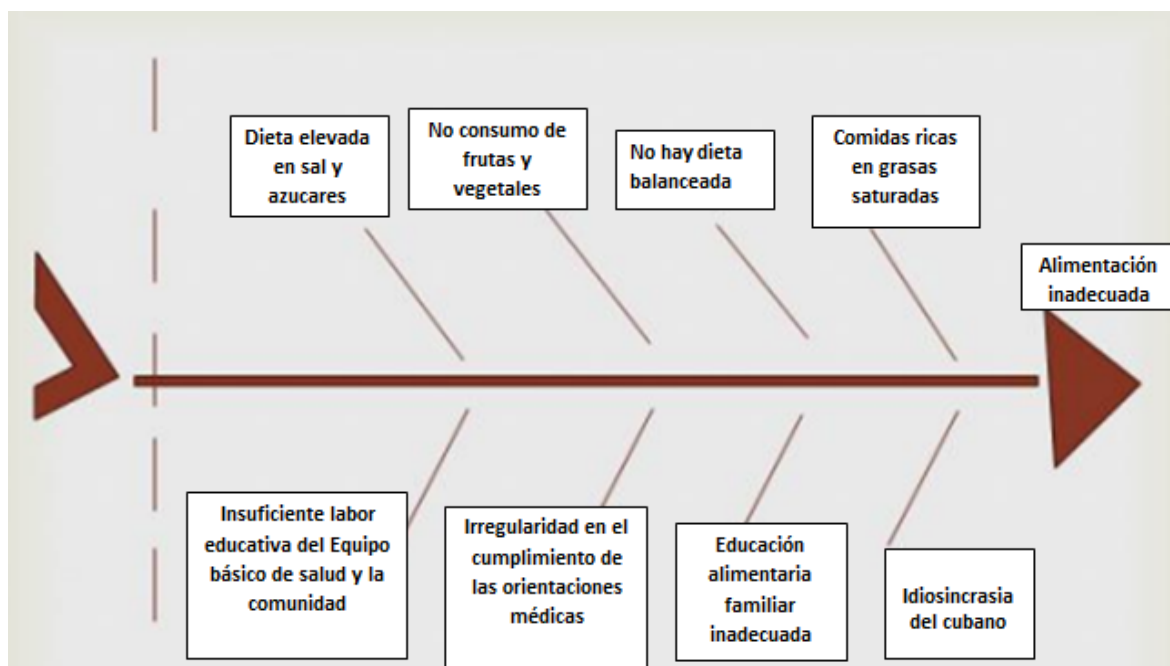 Dieta elevada
en sal y
azucares
No consumo de
frutas y
vegetales
No hay dieta
balanceada
Comidas ricas
en grasas
saturadas
Alimentación
inadecuada
Insuficiente labor
educativa del Equipo
básico de salud y la
comunidad
Irregularidad en el
cumplimiento de
las orientaciones
médicas
Educación
alimentaria
familiar
inadecuada
Idiosincrasia
del cubano